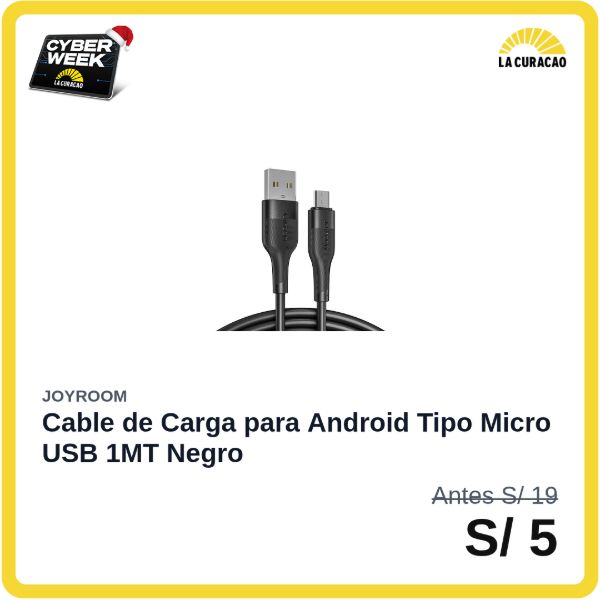 CYBER
WEEK
LA CURACAO
LA CURACAO
JOYROOM
Cable de Carga para Android Tipo Micro
USB 1MT Negro
Antes S/ 19
S/ 5